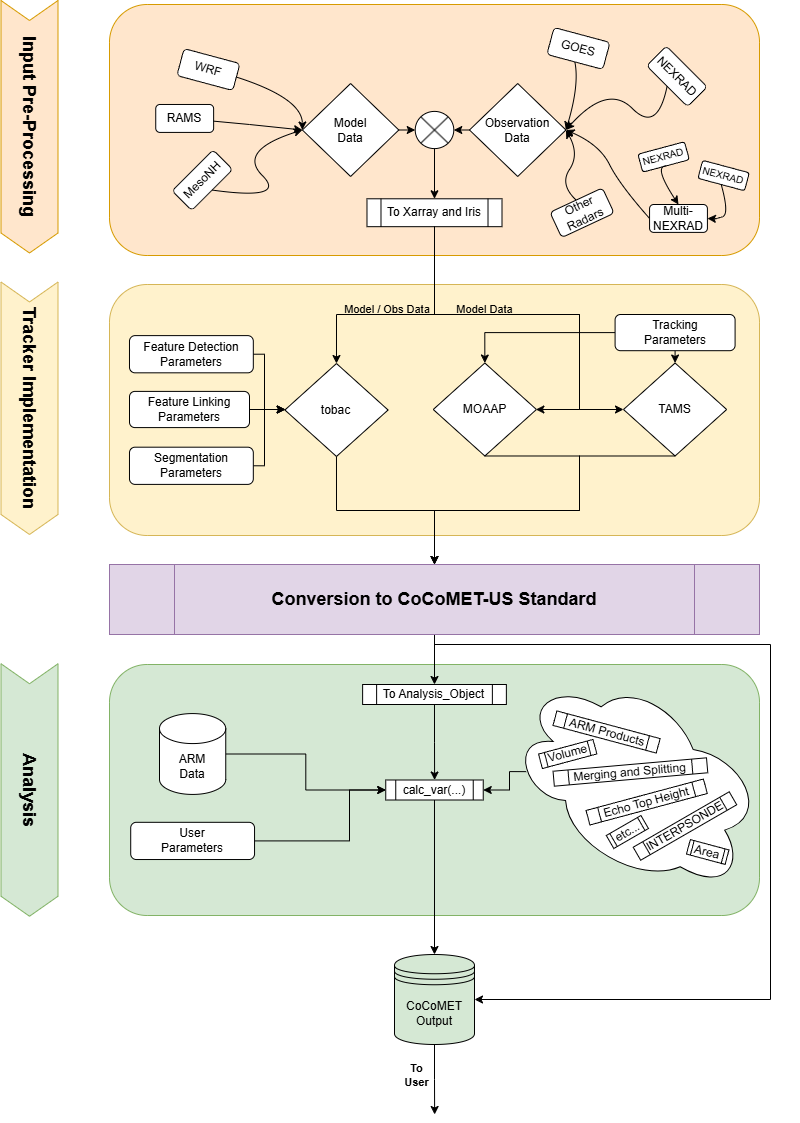 Input Pre-Processing
WRF
RAMS
MesoNH
Model
Data
Observation
Data
GOES
NEXRAD
NEXRAD
NEXRAD
Multi-
NEXRAD
Other
Radars
To Xarray and Iris
Tracker Implementation
Model / Obs Data
Model Data
Feature Detection
Parameters
Feature Linking
Parameters
Segmentation
Parameters
tobac
MOAAP
TAMS
Tracking
Parameters
Conversion to CoCoMET-US Standard
Analysis
To Analysis_Object
ARM
Data
User
Parameters
calc_var(...)
ARM Products
Volume
Merging and Splitting
Echo Top Height
etc...
INTERPSONDE
Area
CoCoMET
Output
To
User